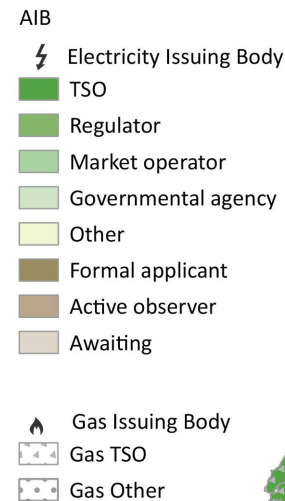 AIB
Electricity Issuing Body
TSO
Regulator
Market operator
Governmental agency
Other
Formal applicant
Active observer
Awaiting
Gas Issuing Body
Gas TSO
Gas Other